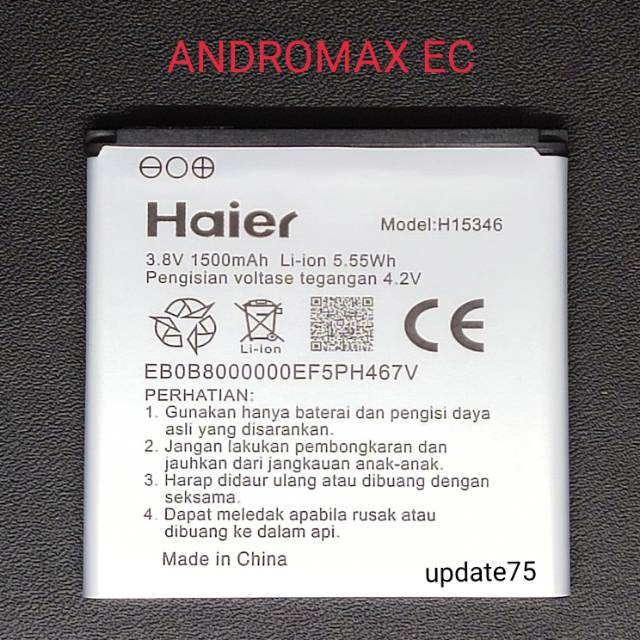 ANDROMAX EC
Haier
Model:H15346
3.8V 1500mAh Li-ion 5.55Wh
Pengisian voltase tegangan 4.2V
Li-ion
CE
EB0B8000000EF5PH467V
PERHATIAN:
1. Gunakan hanya baterai dan pengisi daya
asli yang disarankan.
2. Jangan lakukan pembongkaran dan
jauhkan dari jangkauan anak-anak.
3. Harap didaur ulang atau dibuang dengan
seksama.
4. Dapat meledak apabila rusak atau
dibuang ke dalam api.
Made in China
update75